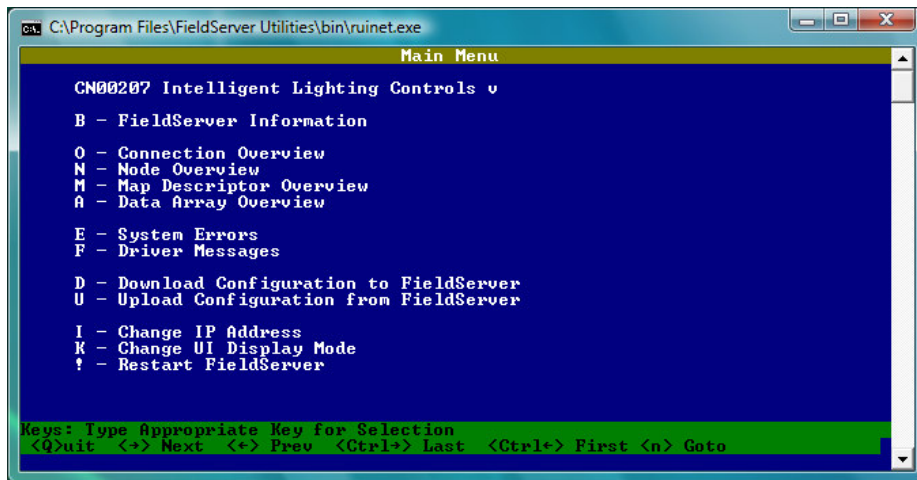 C:\Program Files\FieldServer Utilities\bin\ruinet.exe
Main Menu
CN00207 Intelligent Lighting Controls v
B - FieldServer Information
O - Connection Overview
N - Node Overview
M - Map Descriptor Overview
A - Data Array Overview
E - System Errors
F - Driver Messages
D - Download Configuration to FieldServer
U - Upload Configuration from FieldServer
I - Change IP Address
K - Change UI Display Mode
! - Restart FieldServer
Keys: Type Appropriate Key for Selection
<Q>uit <→> Next <←> Prev <Ctrl→> Last <Ctrl←> First <n> Goto